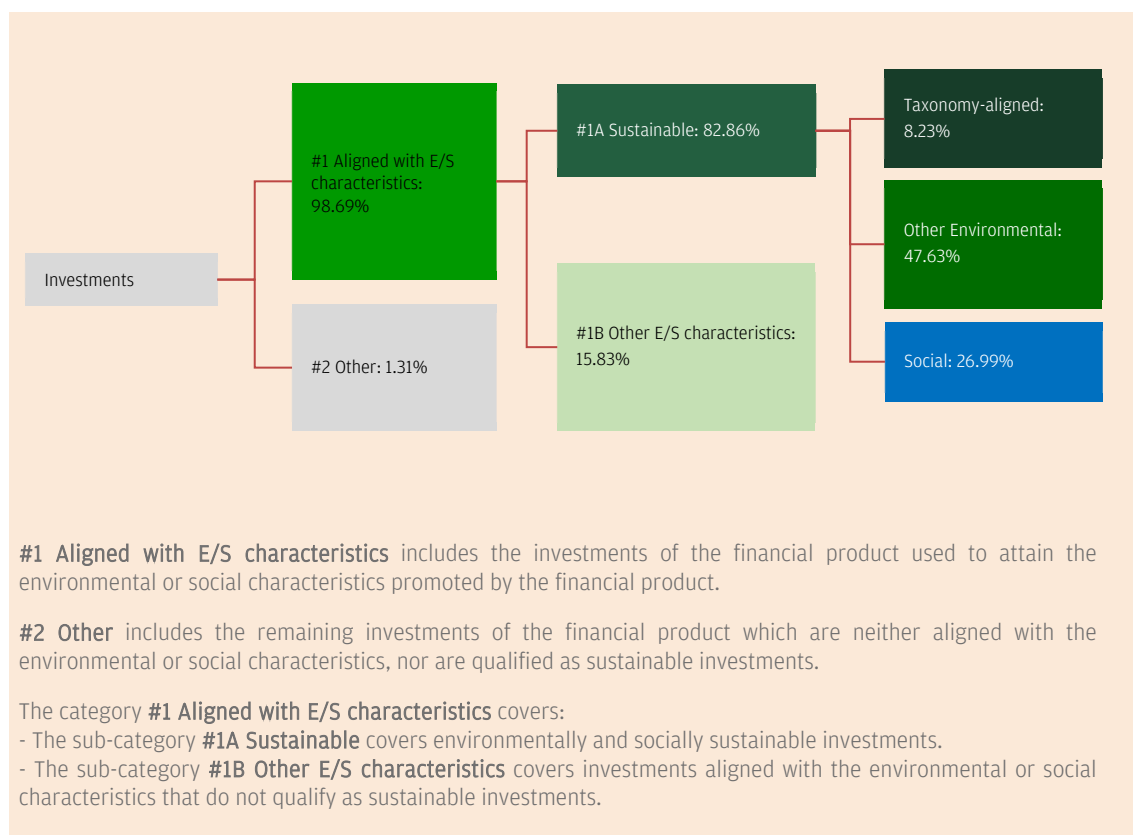 Investments
#1 Aligned with E/S
characteristics:
98.69%
#2 Other: 1.31%
#1A Sustainable: 82.86%
#1B Other E/S characteristics:
15.83%
Taxonomy-aligned:
8.23%
Other Environmental:
47.63%
Social: 26.99%
#1 Aligned with E/S characteristics includes the investments of the financial product used to attain the
environmental or social characteristics promoted by the financial product.
#2 Other includes the remaining investments of the financial product which are neither aligned with the
environmental or social characteristics, nor are qualified as sustainable investments.
The category #1 Aligned with E/S characteristics covers:
- The sub-category #1A Sustainable covers environmentally and socially sustainable investments.
- The sub-category #1B Other E/S characteristics covers investments aligned with the environmental or social
characteristics that do not qualify as sustainable investments.